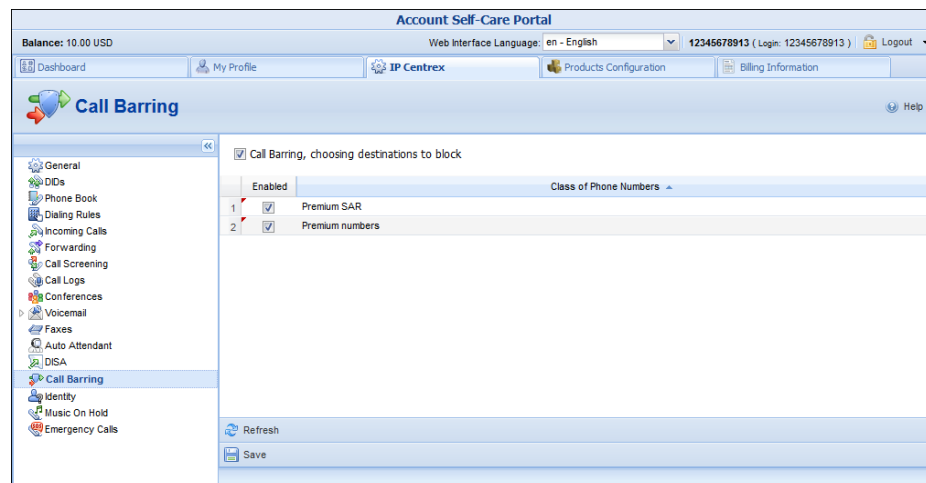 Account Self-Care Portal
Balance: 10.00 USD Web Interface Language: en - English 12345678913 ( Login: 12345678913 ) Logout
Dashboard My Profile IP Centrex Products Configuration Billing Information
Call Barring Help
Call Barring, choosing destinations to block
General
DIDs
Phone Book
Dialing Rules
Incoming Calls
Forwarding
Call Screening
Call Logs
Conferences
Voicemail
Faxes
Auto Attendant
DISA
Call Barring
Identity
Music On Hold
Emergency Calls
Enabled Class of Phone Numbers
1 Premium SAR
2 Premium numbers
Refresh
Save